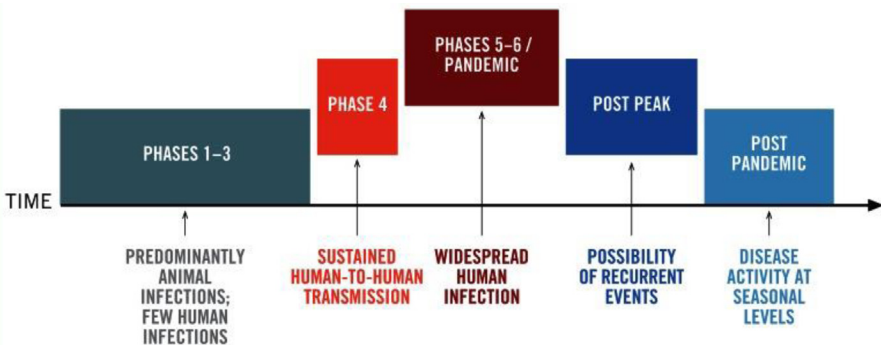 PHASES 5–6 /
PANDEMIC
PHASE 4
POST PEAK
PHASES 1–3
POST
PANDEMIC
TIME
PREDOMINANTLY
ANIMAL
INFECTIONS;
FEW HUMAN
INFECTIONS
SUSTAINED
HUMAN-TO-HUMAN
TRANSMISSION
WIDESPREAD
HUMAN
INFECTION
POSSIBILITY
OF RECURRENT
EVENTS
DISEASE
ACTIVITY AT
SEASONAL
LEVELS